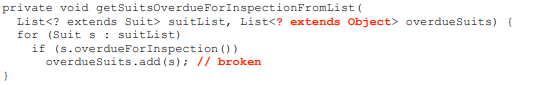 private void getSuitsOverdueForInspectionFromList(
List<? extends Suit> suitList, List<? extends Object> overdueSuits) {
for (Suit s : suitList)
if (s.overdueForInspection())
overdueSuits.add(s); // broken
}